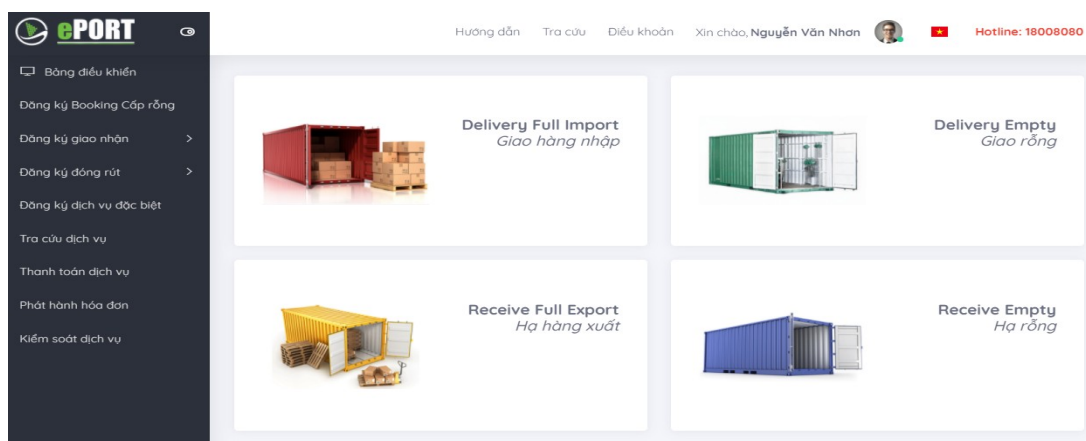 ePORT
Hướng dẫn Tra cứu Điều khoản Xin chào, Nguyễn Văn Nhơn Hotline: 18008080
Bảng điều khiển
Đăng ký Booking Cấp rỗng
Đăng ký giao nhận
Đăng ký đóng rút
Đăng ký dịch vụ đặc biệt
Tra cứu dịch vụ
Thanh toán dịch vụ
Phát hành hóa đơn
Kiểm soát dịch vụ
Delivery Full Import
Giao hàng nhập
Delivery Empty
Giao rỗng
Receive Full Export
Hạ hàng xuất
Receive Empty
Hạ rỗng